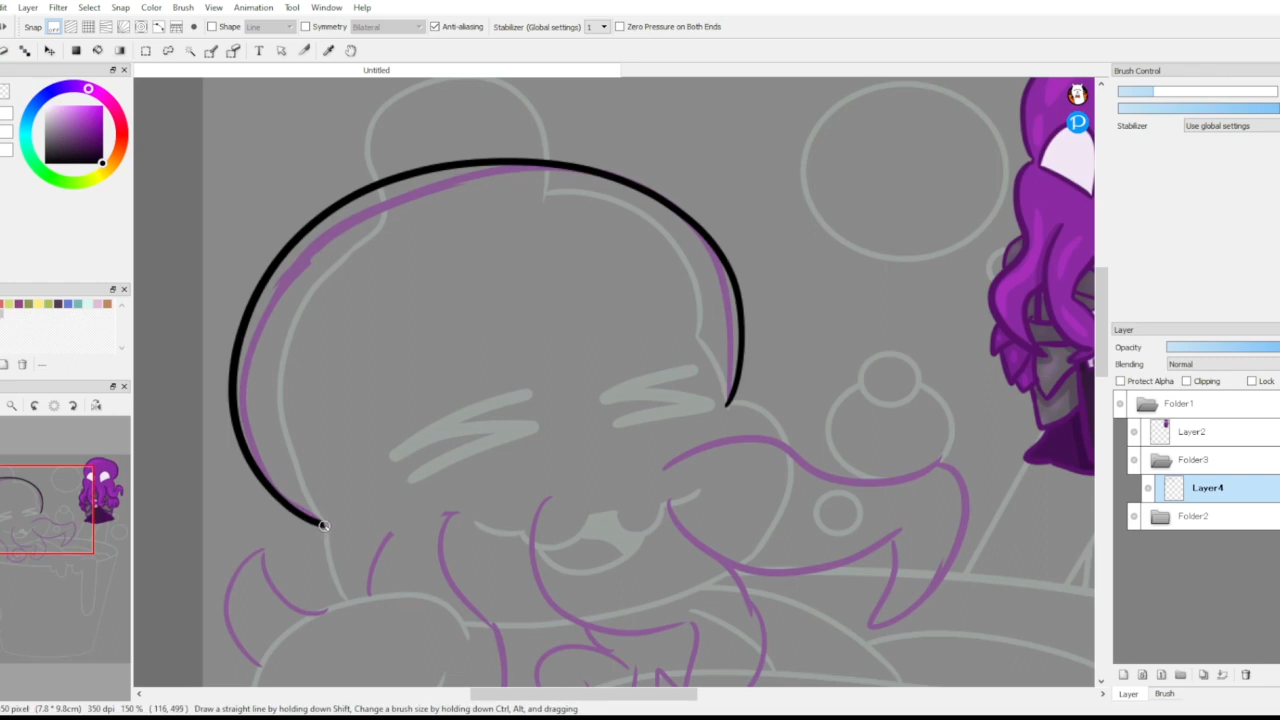 dit Layer Filter Select Snap Color Brush View Animation Tool Window Help
Snap OFF Shape Line Symmetry Bilateral Anti-aliasing Stabilizer (Global settings) 1 Zero Pressure on Both Ends
Untitled
Brush Control
Stabilizer Use global settings
Layer
Opacity
Blending Normal
Protect Alpha Clipping Lock
Folder1
Layer2
Folder3
Layer4
Folder2
Layer Brush
50 pixel (7.8 * 9.8cm) 350 dpi 150 % ( 116, 499) Draw a straight line by holding down Shift, Change a brush size by holding down Ctrl, Alt, and dragging